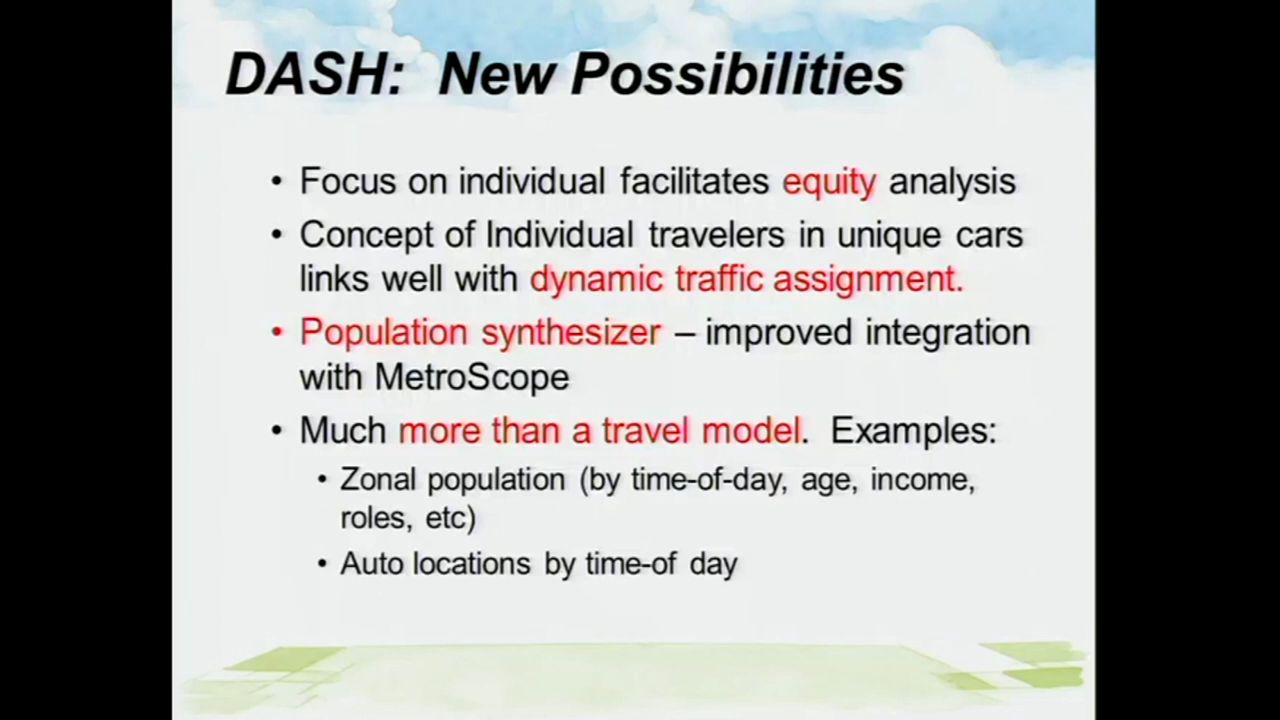 DASH: New Possibilities
• Focus on individual facilitates equity analysis
• Concept of Individual travelers in unique cars
links well with dynamic traffic assignment.
• Population synthesizer – improved integration
with MetroScope
• Much more than a travel model. Examples:
• Zonal population (by time-of-day, age, income,
roles, etc)
• Auto locations by time-of day